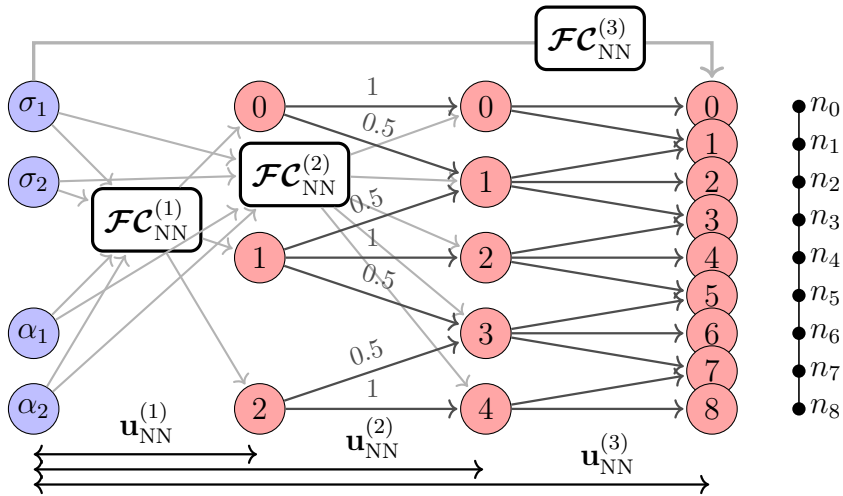 𝓕𝓒_NN^(3)
σ₁ 0 1 0 0 n₀
0.5 1 n₁
σ₂ 𝓕𝓒_NN^(2) 1 2 n₂
𝓕𝓒_NN^(1) 0.5 3 n₃
1 1 2 4 n₄
0.5 5 n₅
α₁ 3 6 n₆
0.5 7 n₇
α₂ 2 1 4 8 n₈
u_NN^(1)
u_NN^(2)
u_NN^(3)